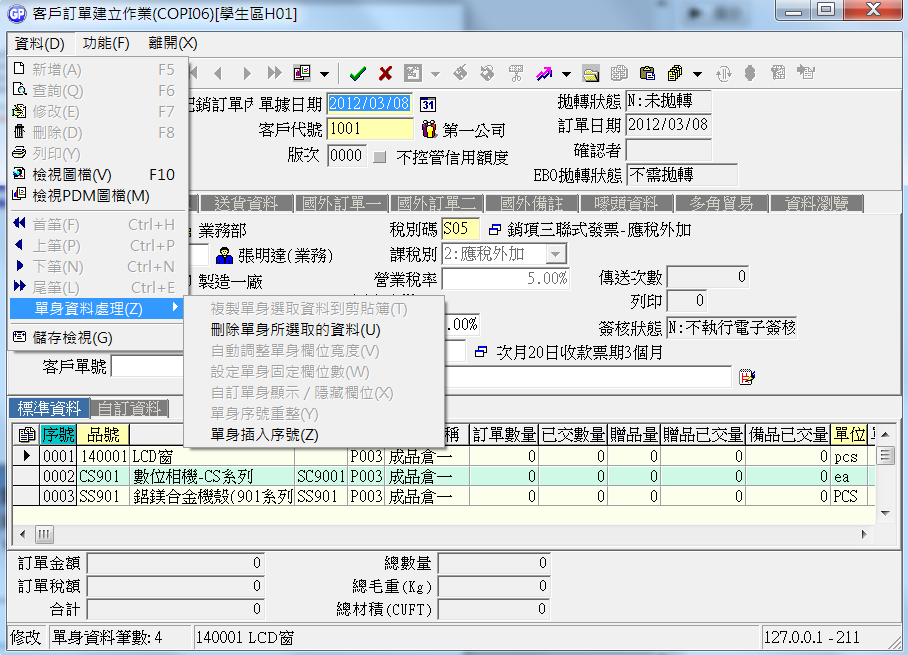 客戶訂單建立作業(COPI06)[學生區H01]
資料(D) 功能(F) 離開(X)
新增(A) F5
查詢(Q) F6
修改(E) F7
刪除(D) F8
列印(Y)
檢視圖檔(V) F10
檢視PDM圖檔(M)
首筆(F) Ctrl+H
上筆(P) Ctrl+P
下筆(N) Ctrl+N
尾筆(L) Ctrl+E
單身資料處理(Z)
儲存檢視(G)
複製單身選取資料到剪貼簿(T)
刪除單身所選取的資料(U)
自動調整單身欄位寬度(V)
設定單身固定欄位數(W)
自訂單身顯示／隱藏欄位(X)
單身序號重整(Y)
單身插入序號(Z)
銷訂單 單據日期 2012/03/08 31 拋轉狀態 N:未拋轉
客戶代號 1001 第一公司 訂單日期 2012/03/08
版次 0000 不控管信用額度 確認者
EBO拋轉狀態 不需拋轉
送貨資料 國外訂單一 國外訂單二 國外備註 嘜頭資料 多角貿易 資料瀏覽
業務部 稅別碼 S05 銷項三聯式發票-應稅外加
張明達(業務) 課稅別 2:應稅外加
製造一廠 營業稅率 5.00% 傳送次數 0
列印 0
.00% 簽核狀態 N:不執行電子簽核
次月20日收款票期3個月
客戶單號
標準資料 自訂資料
序號 品號 稱 訂單數量 已交數量 贈品量 贈品已交量 備品已交量 單位
0001 140001 LCD窗 P003 成品倉一 0 0 0 0 0 pcs
0002 CS901 數位相機-CS系列 SC9001 P003 成品倉一 0 0 0 0 0 ea
0003 SS901 鋁鎂合金機殼(901系列 SS9001 P003 成品倉一 0 0 0 0 0 PCS
訂單金額 0 總數量 0
訂單稅額 0 總毛重(Kg) 0
合計 0 總材積(CUFT) 0
修改 單身資料筆數: 4 140001 LCD窗 127.0.0.1 - 211